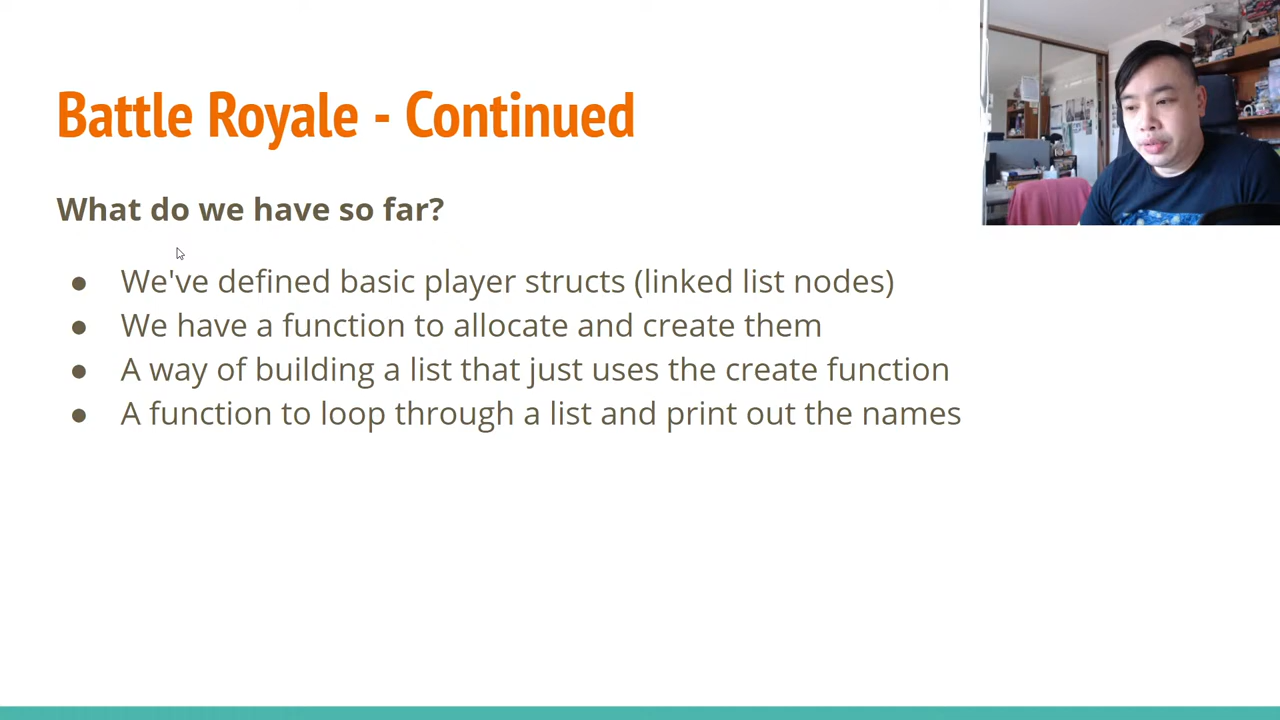 Battle Royale - Continued
What do we have so far?
● We've defined basic player structs (linked list nodes)
● We have a function to allocate and create them
● A way of building a list that just uses the create function
● A function to loop through a list and print out the names